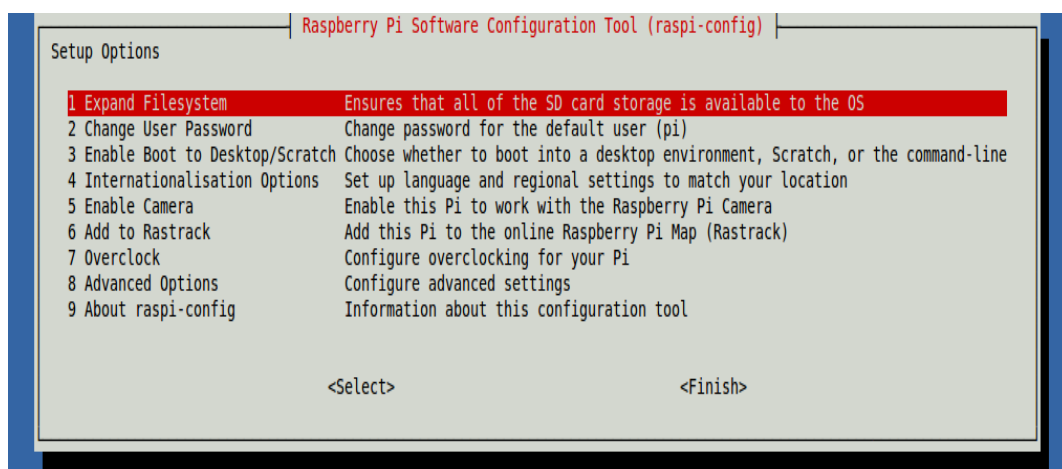 Raspberry Pi Software Configuration Tool (raspi-config)
Setup Options
1 Expand Filesystem Ensures that all of the SD card storage is available to the OS
2 Change User Password Change password for the default user (pi)
3 Enable Boot to Desktop/Scratch Choose whether to boot into a desktop environment, Scratch, or the command-line
4 Internationalisation Options Set up language and regional settings to match your location
5 Enable Camera Enable this Pi to work with the Raspberry Pi Camera
6 Add to Rastrack Add this Pi to the online Raspberry Pi Map (Rastrack)
7 Overclock Configure overclocking for your Pi
8 Advanced Options Configure advanced settings
9 About raspi-config Information about this configuration tool
<Select> <Finish>